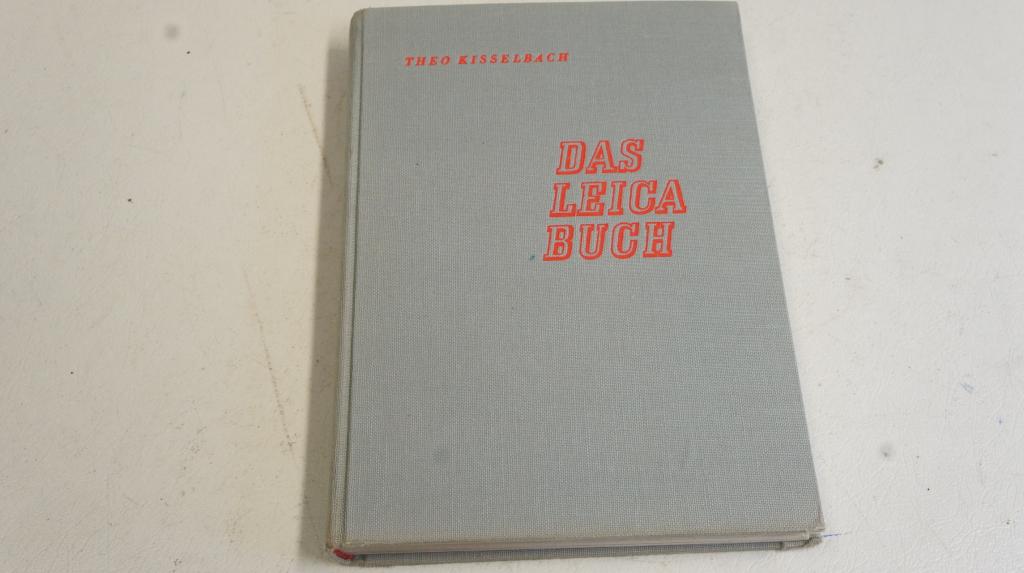 THEO KISSELBACH
DAS
LEICA
BUCH